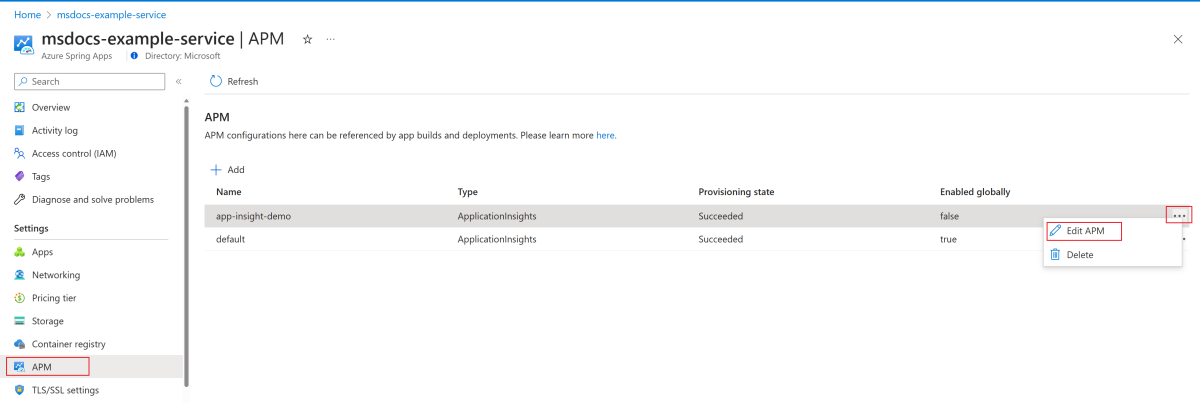 Home > msdocs-example-service
msdocs-example-service | APM ☆ ···
Azure Spring Apps Directory: Microsoft
Search «
Refresh
Overview
Activity log
Access control (IAM)
Tags
Diagnose and solve problems
Settings
Apps
Networking
Pricing tier
Storage
Container registry
APM
TLS/SSL settings
APM
APM configurations here can be referenced by app builds and deployments. Please learn more here.
+ Add
Name Type Provisioning state Enabled globally
app-insight-demo ApplicationInsights Succeeded false ···
default ApplicationInsights Succeeded true
Edit APM
Delete